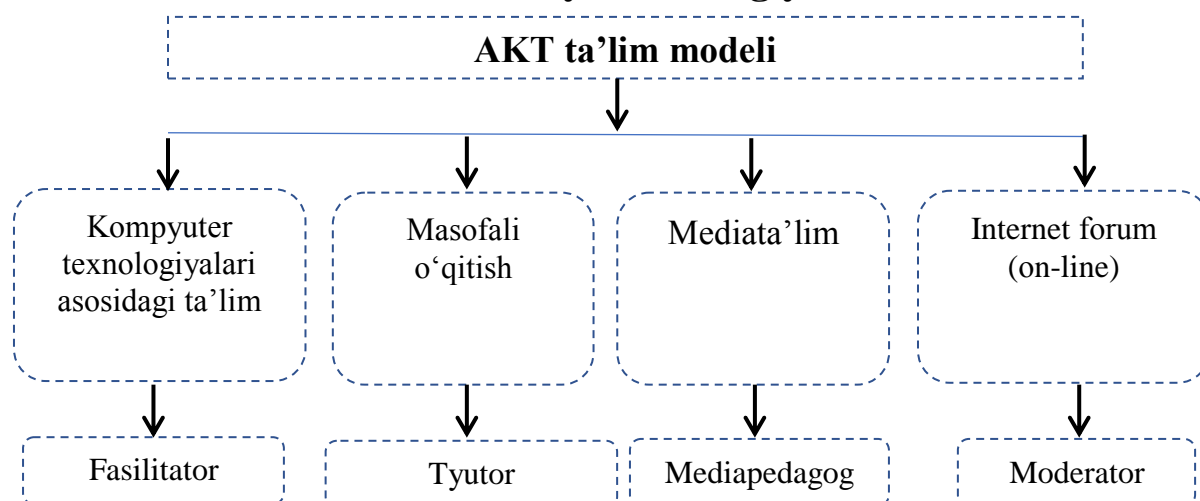 AKT ta’lim modeli
Kompyuter
texnologiyalari
asosidagi ta’lim
Masofali
o‘qitish
Mediata’lim
Internet forum
(on-line)
Fasilitator
Tyutor
Mediapedagog
Moderator